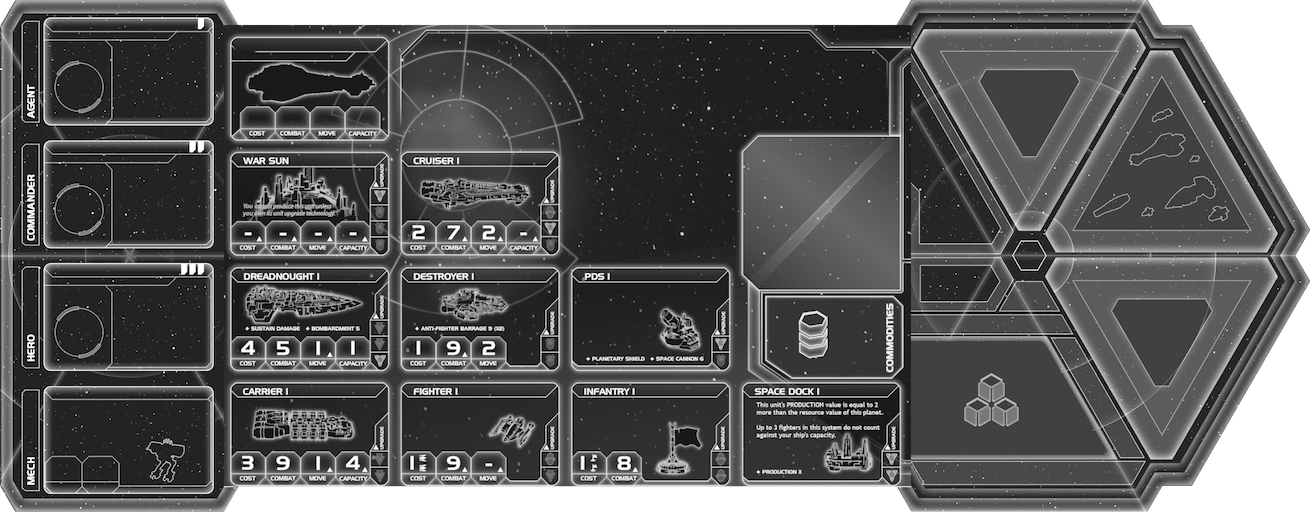 AGENT
COST COMBAT MOVE CAPACITY
COMMANDER
WAR SUN
You cannot produce this unit unless
you own its unit upgrade technology.
UPGRADE
- - - -
COST COMBAT MOVE CAPACITY
CRUISER I
UPGRADE
2 7 2 -
COST COMBAT MOVE CAPACITY
HERO
DREADNOUGHT I
+ SUSTAIN DAMAGE + BOMBARDMENT 5
UPGRADE
4 5 1 1
COST COMBAT MOVE CAPACITY
DESTROYER I
+ ANTI-FIGHTER BARRAGE 9 (X2)
UPGRADE
1 9 2
COST COMBAT MOVE
PDS I
+ PLANETARY SHIELD + SPACE CANNON 6
UPGRADE
COMMODITIES
MECH
CARRIER I
UPGRADE
3 9 1 4
COST COMBAT MOVE CAPACITY
FIGHTER I
UPGRADE
1 9 -
COST COMBAT MOVE
INFANTRY I
UPGRADE
1 8
COST COMBAT
SPACE DOCK I
This unit's PRODUCTION value is equal to 2
more than the resource value of this planet.
Up to 3 fighters in this system do not count
against your ship's capacity.
+ PRODUCTION X
UPGRADE